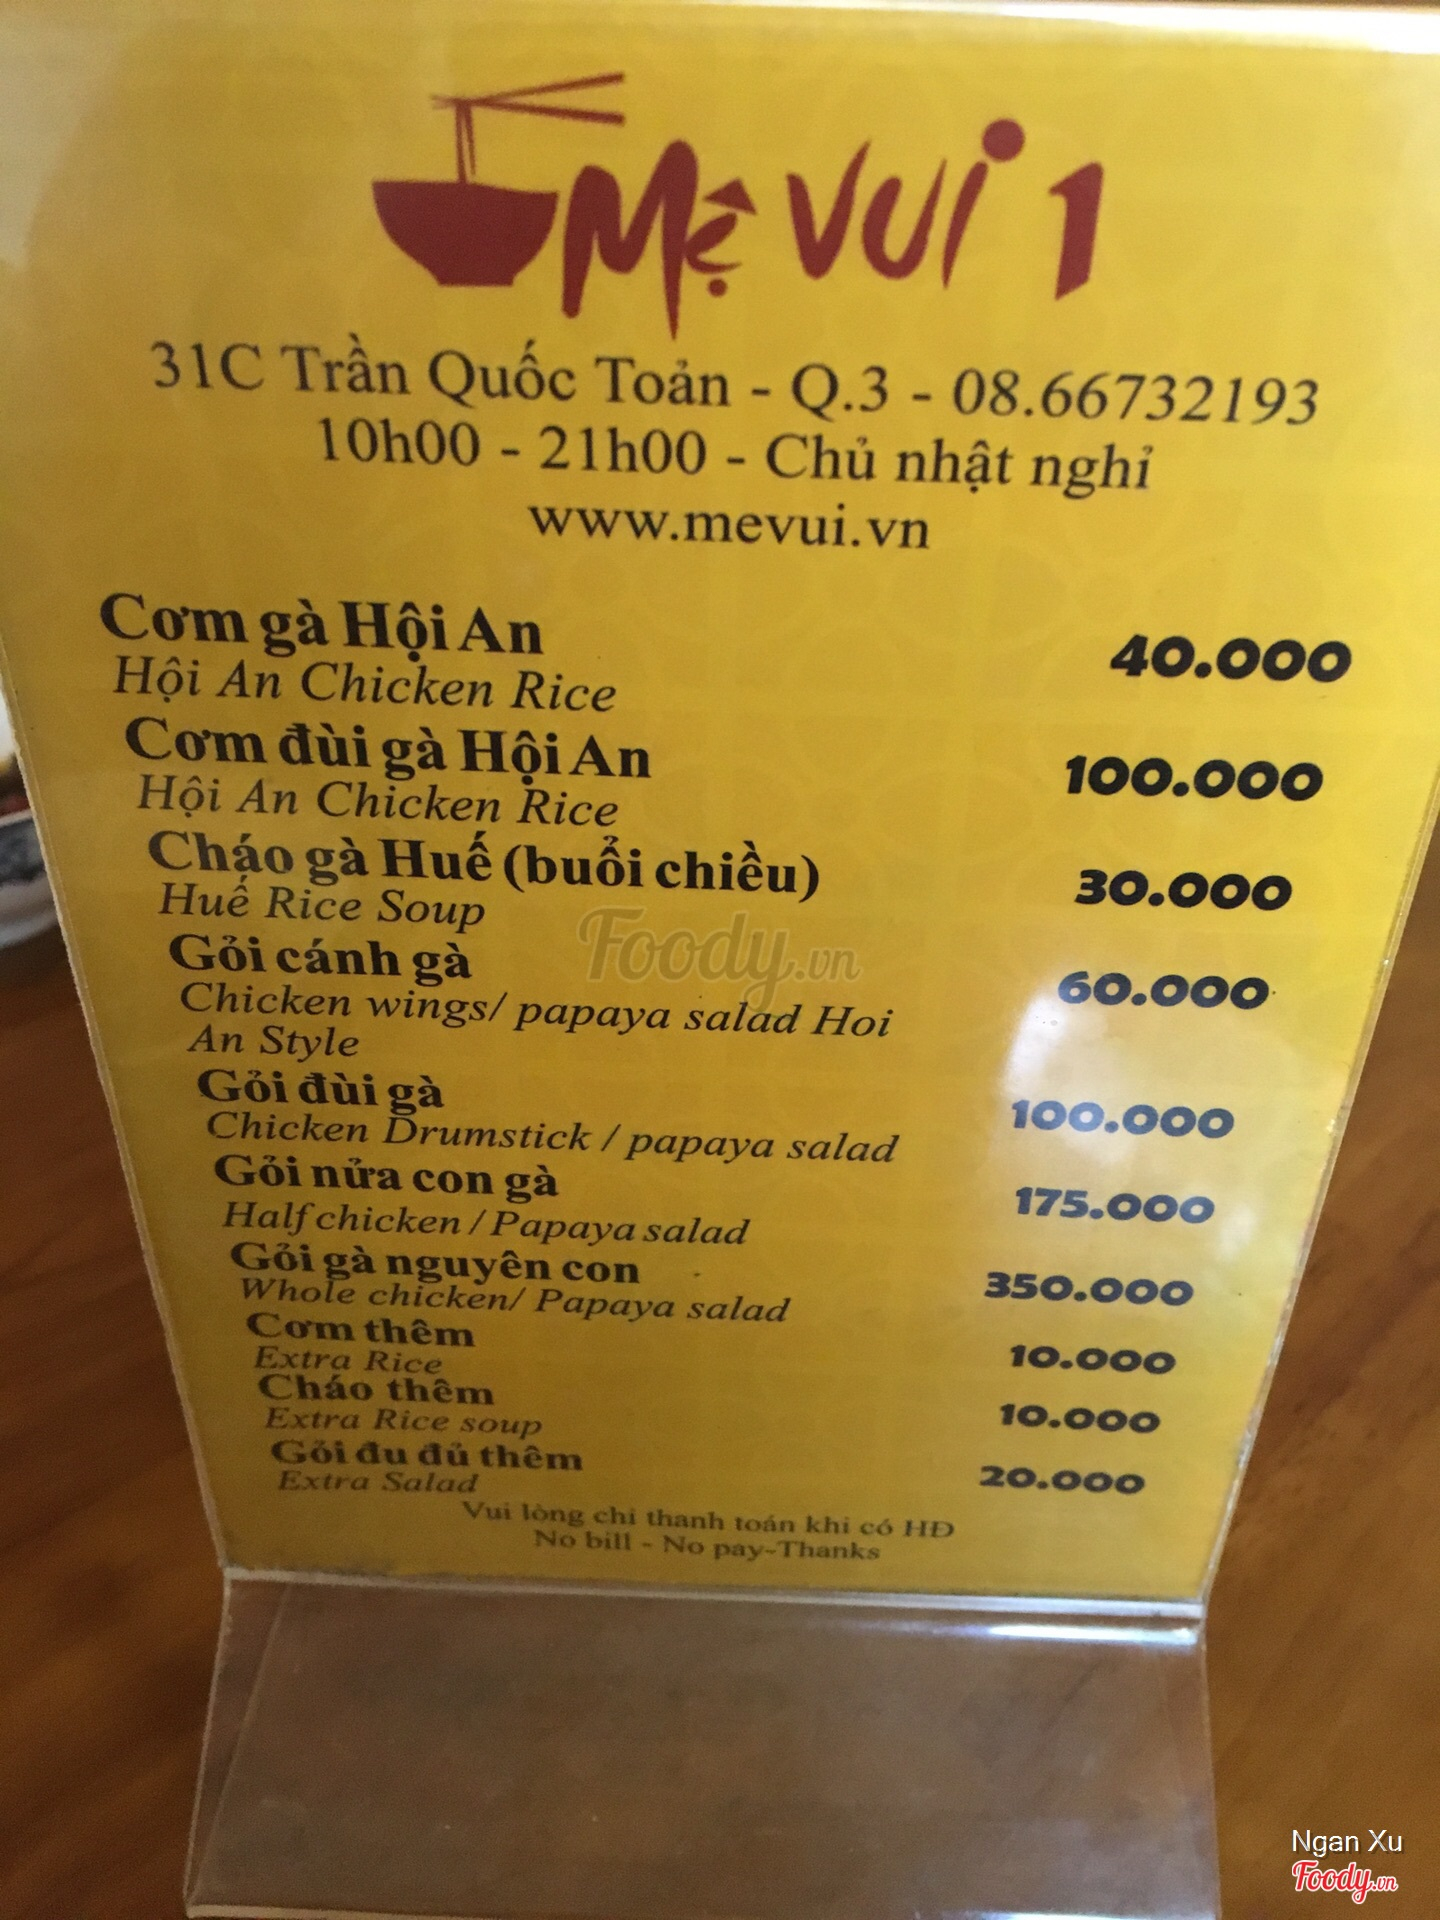 Mệ VUi 1
31C Trần Quốc Toản - Q.3 - 08.66732193
10h00 - 21h00 - Chủ nhật nghỉ
www.mevui.vn
Cơm gà Hội An 40.000
Hội An Chicken Rice
Cơm đùi gà Hội An 100.000
Hội An Chicken Rice
Cháo gà Huế (buổi chiều) 30.000
Huế Rice Soup
Foody.vn
Gỏi cánh gà 60.000
Chicken wings/ papaya salad Hoi
An Style
Gỏi đùi gà 100.000
Chicken Drumstick / papaya salad
Gỏi nửa con gà 175.000
Half chicken / Papaya salad
Gỏi gà nguyên con 350.000
Whole chicken/ Papaya salad
Cơm thêm 10.000
Extra Rice
Cháo thêm 10.000
Extra Rice soup
Gỏi đu đủ thêm 20.000
Extra Salad
Vui lòng chỉ thanh toán khi có HĐ
No bill - No pay-Thanks
Ngan Xu
Foody.vn